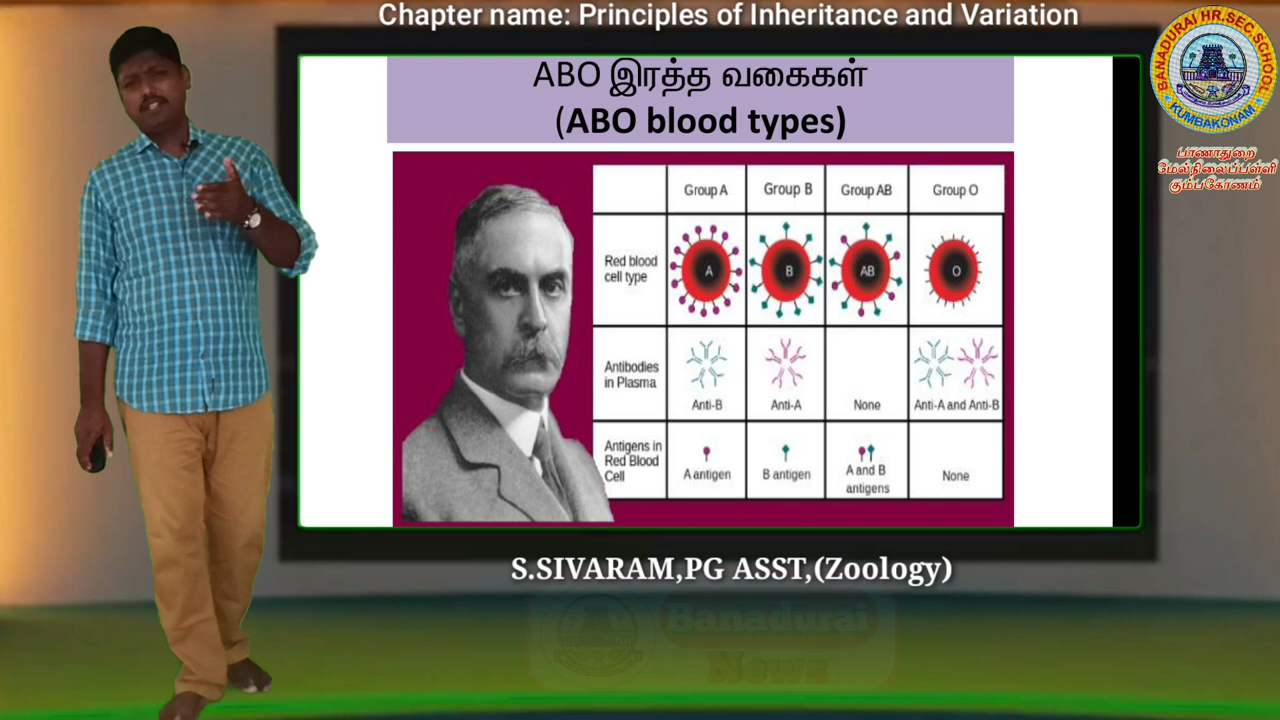 Chapter name: Principles of Inheritance and Variation
BANADURAI HR.SEC.SCHOOL
KUMBAKONAM
பாணாதுறை
மேல்நிலைப்பள்ளி
கும்பகோணம்
ABO இரத்த வகைகள்
(ABO blood types)
Group A Group B Group AB Group O
Red blood
cell type
A B AB O
Antibodies
in Plasma
Anti-B Anti-A None Anti-A and Anti-B
Antigens in
Red Blood
Cell
A antigen B antigen A and B
antigens None
S.SIVARAM,PG ASST,(Zoology)
Banadurai
News